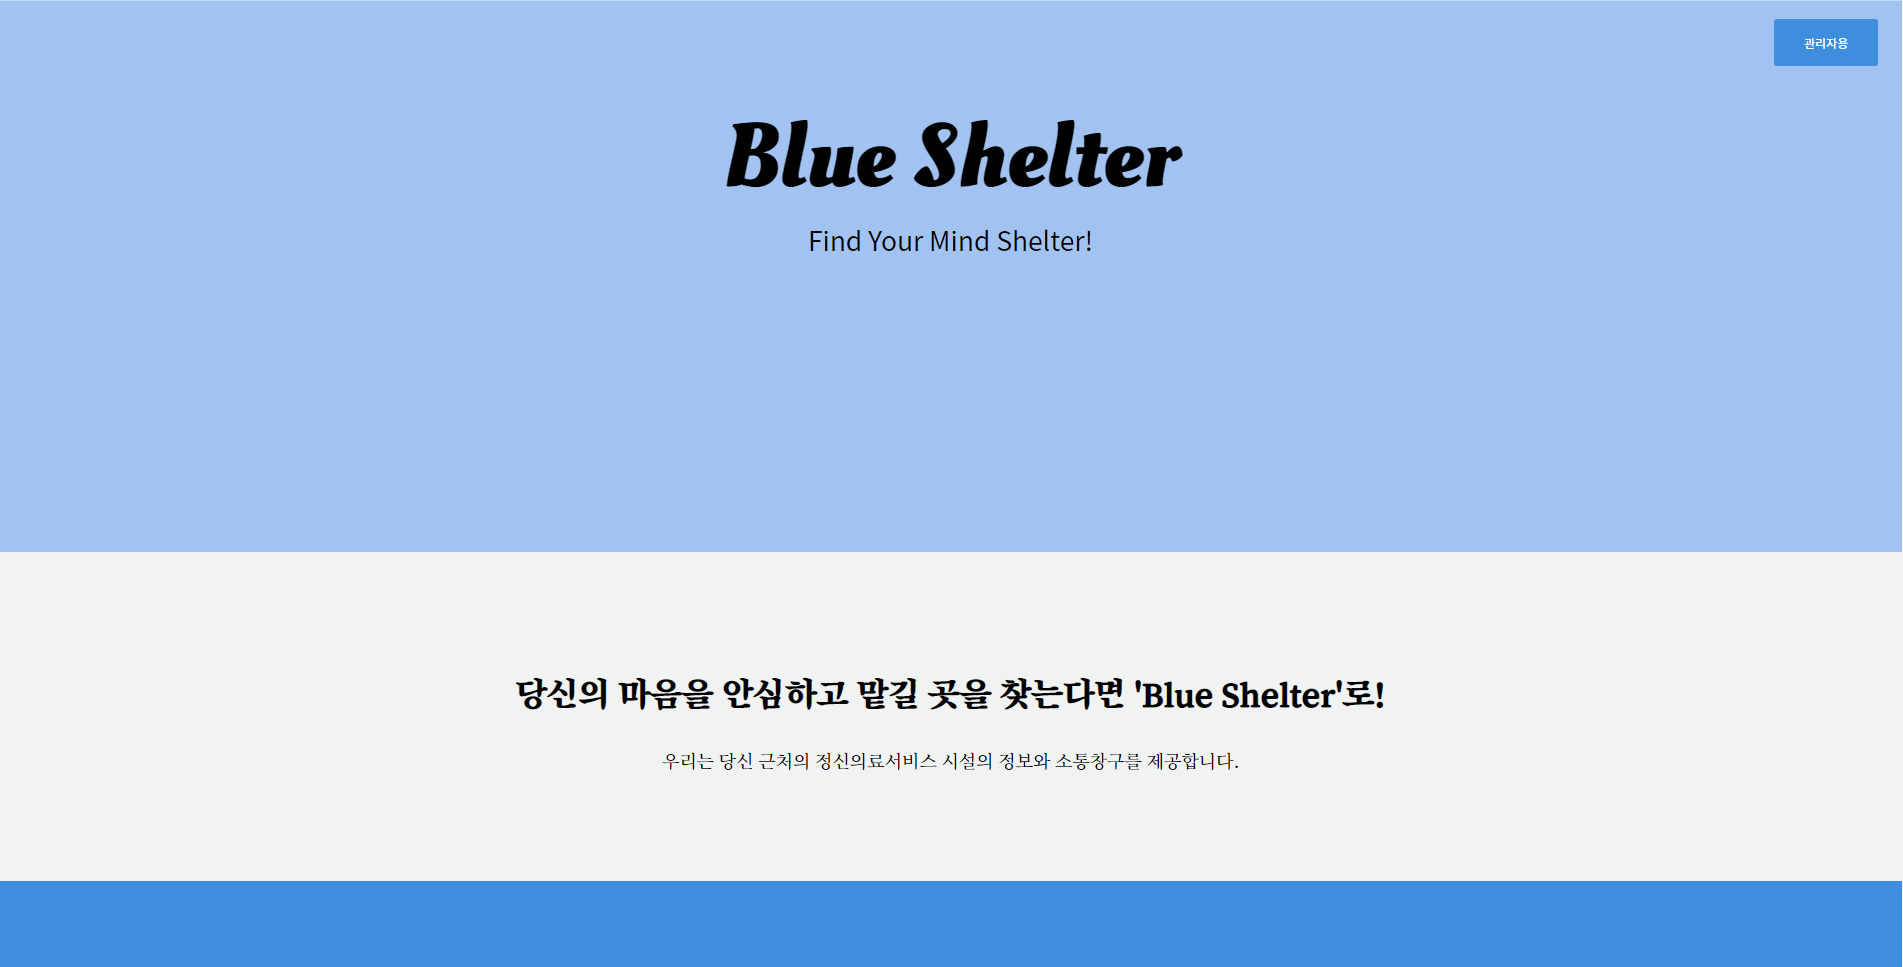 관리자용
Blue Shelter
Find Your Mind Shelter!
당신의 마음을 안심하고 맡길 곳을 찾는다면 'Blue Shelter'로!
우리는 당신 근처의 정신의료서비스 시설의 정보와 소통창구를 제공합니다.